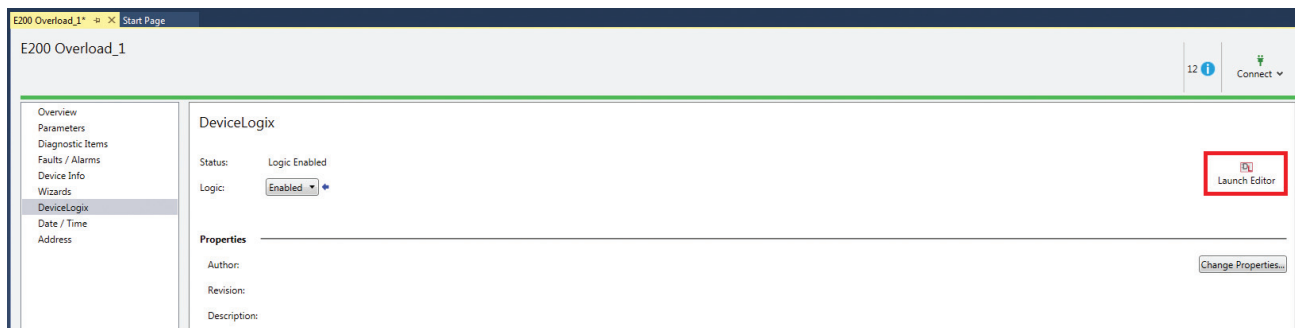 E200 Overload_1* Start Page
E200 Overload_1
12 Connect
Overview
Parameters
Diagnostic Items
Faults / Alarms
Device Info
Wizards
DeviceLogix
Date / Time
Address
DeviceLogix
Status: Logic Enabled
Logic: Enabled
DL
Launch Editor
Properties
Author:
Change Properties...
Revision:
Description: